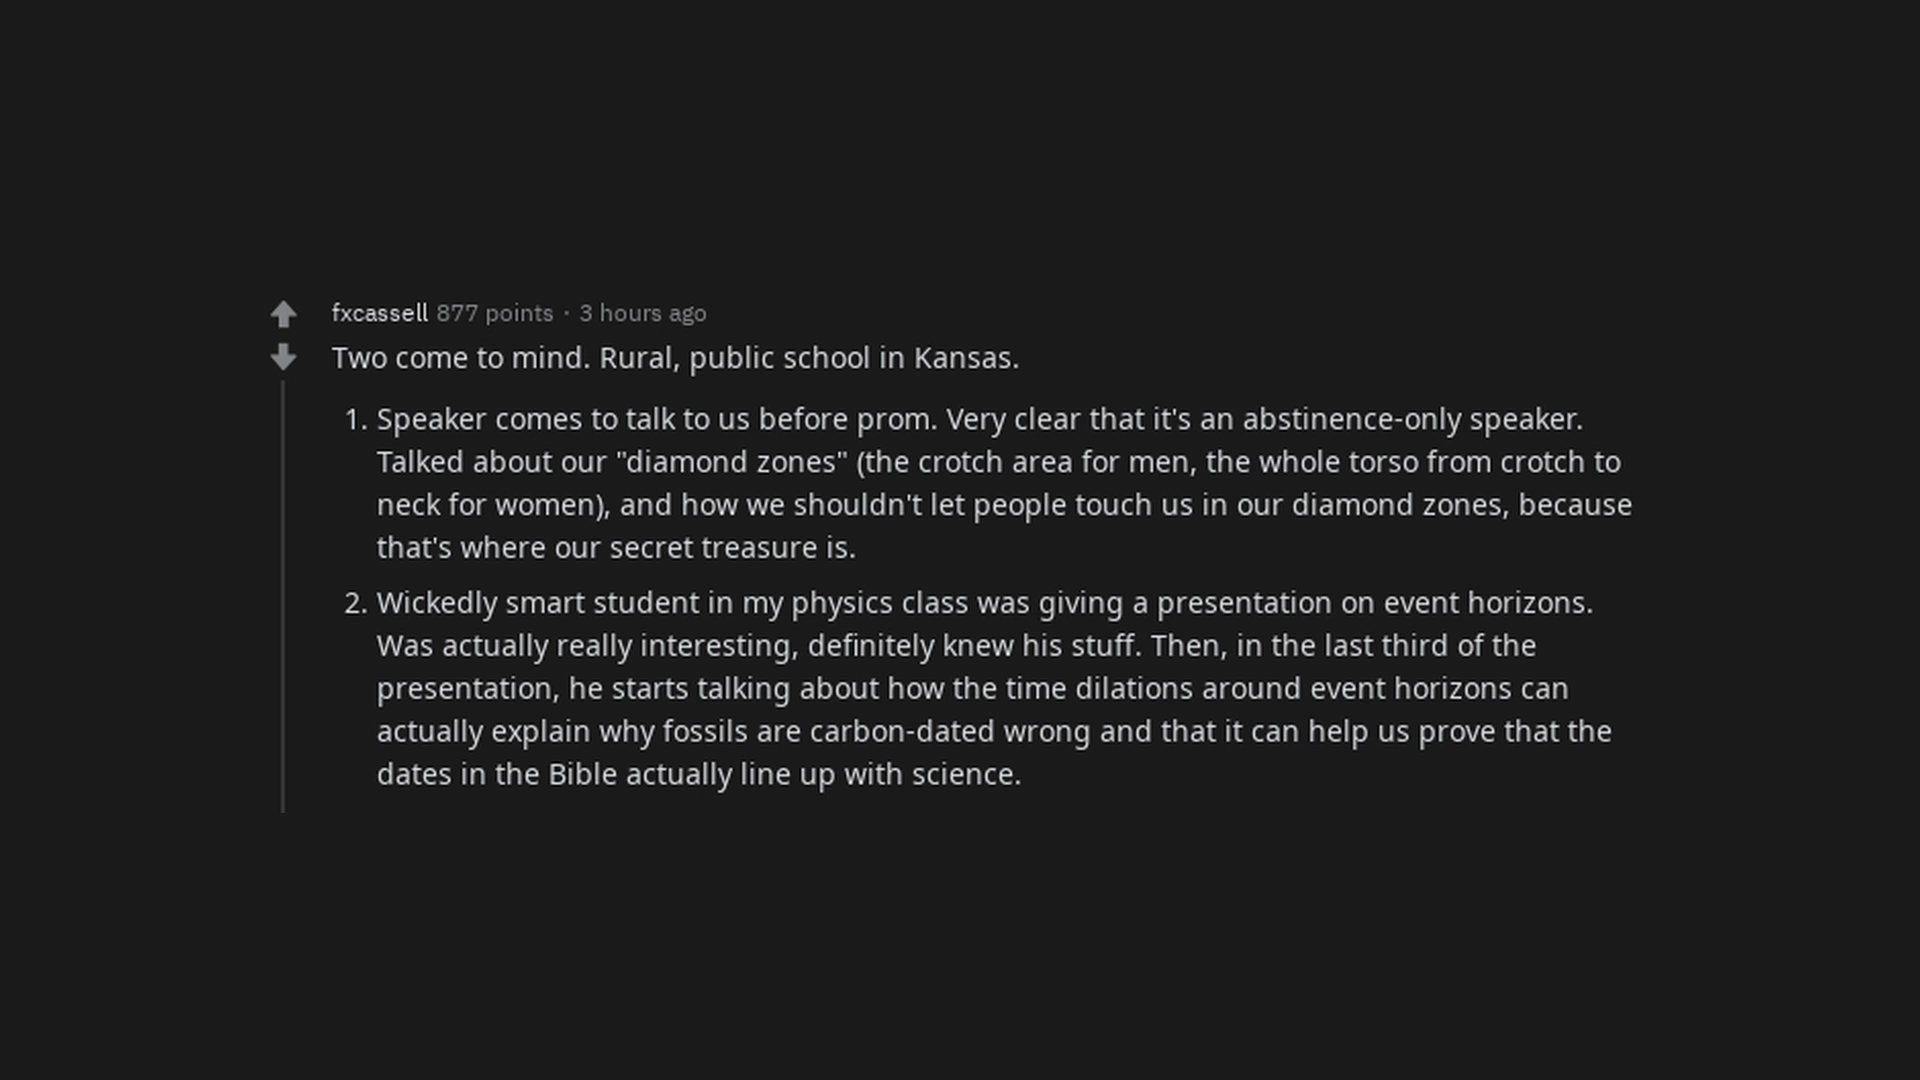 fxcassell 877 points · 3 hours ago
Two come to mind. Rural, public school in Kansas.
1. Speaker comes to talk to us before prom. Very clear that it's an abstinence-only speaker.
Talked about our "diamond zones" (the crotch area for men, the whole torso from crotch to
neck for women), and how we shouldn't let people touch us in our diamond zones, because
that's where our secret treasure is.
2. Wickedly smart student in my physics class was giving a presentation on event horizons.
Was actually really interesting, definitely knew his stuff. Then, in the last third of the
presentation, he starts talking about how the time dilations around event horizons can
actually explain why fossils are carbon-dated wrong and that it can help us prove that the
dates in the Bible actually line up with science.